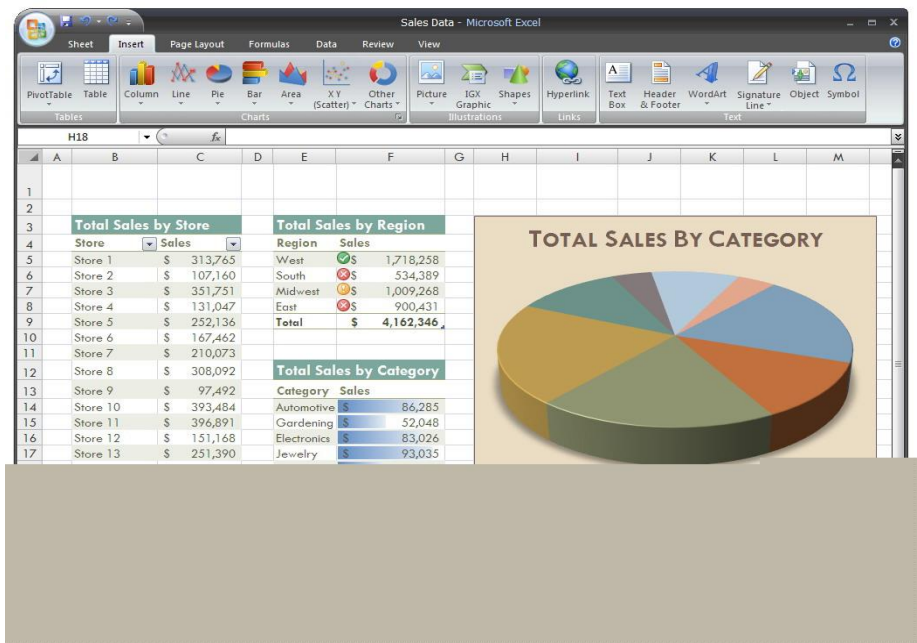 Sales Data - Microsoft Excel
Sheet Insert Page Layout Formulas Data Review View
PivotTable Table Column Line Pie Bar Area X Y (Scatter) Other Charts Picture IGX Graphic Shapes Hyperlink Text Box Header & Footer WordArt Signature Line Object Symbol
Tables Charts Illustrations Links Text
H18 fx
A B C D E F G H I J K L M
1
2
3 Total Sales by Store Total Sales by Region
4 Store Sales Region Sales
5 Store 1 $ 313,765 West $ 1,718,258
6 Store 2 $ 107,160 South $ 534,389
7 Store 3 $ 351,751 Midwest $ 1,009,268
8 Store 4 $ 131,047 East $ 900,431
9 Store 5 $ 252,136 Total $ 4,162,346
10 Store 6 $ 167,462
11 Store 7 $ 210,073
12 Store 8 $ 308,092 Total Sales by Category
13 Store 9 $ 97,492 Category Sales
14 Store 10 $ 393,484 Automotive $ 86,285
15 Store 11 $ 396,891 Gardening $ 52,048
16 Store 12 $ 151,168 Electronics $ 83,026
17 Store 13 $ 251,390 Jewelry $ 93,035
TOTAL SALES BY CATEGORY